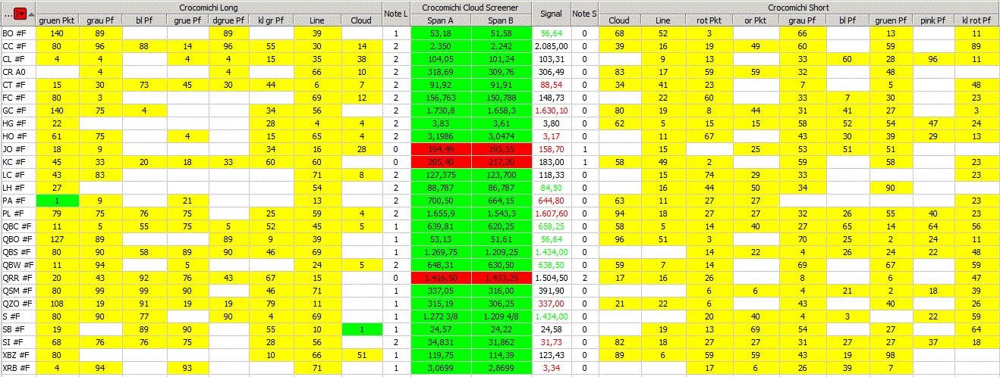 Crocomichi Long Note L Crocomichi Cloud Screener Signal Note S Crocomichi Short
... gruen Pkt grau Pf bl Pf grue Pf dgrue Pf kl gr Pf Line Cloud Span A Span B Cloud Line rot Pkt or Pkt grau Pf bl Pf gruen Pf pink Pf kl rot Pf
BO #F 140 89 89 39 1 53,18 51,58 56,64 0 68 52 3 66 13 11
CC #F 80 96 88 14 96 55 30 14 2 2.350 2.242 2.085,00 0 39 16 19 49 60 59 89
CL #F 4 4 4 4 15 35 38 2 104,05 101,24 103,31 0 9 13 33 60 28 96 11
CR A0 4 4 66 10 2 318,69 309,76 306,49 0 83 17 59 59 32 48
CT #F 15 30 73 45 30 44 6 7 2 91,92 91,91 88,54 0 34 41 23 7 5 48
FC #F 80 3 69 12 2 156,763 150,788 148,73 0 22 60 33 7 30 23
GC #F 140 75 4 34 56 2 1.730,8 1.658,3 1.630,10 0 80 19 8 44 31 41 27 3
HG #F 22 28 4 4 2 3,83 3,61 3,80 0 62 5 15 15 58 52 54 47 24
HO #F 61 75 4 15 65 4 2 3,1986 3,0474 3,17 0 11 67 43 30 39 29 13
JO #F 18 9 34 16 28 0 194,49 195,55 158,70 1 15 25 53 51 51
KC #F 45 33 20 18 33 60 60 0 205,40 217,20 183,00 1 58 49 2 59 58 23
LC #F 43 83 71 8 2 127,375 123,700 118,33 0 15 74 29 33 23
LH #F 27 54 2 88,787 86,787 84,50 0 16 44 50 34 90
PA #F 1 9 21 13 2 700,50 664,15 644,80 0 63 11 27 27 23
PL #F 79 75 76 75 25 59 4 2 1.655,9 1.543,3 1.607,60 0 94 18 27 27 32 26 55 40 23
QBC #F 11 5 55 75 5 52 45 5 1 639,81 620,25 658,25 0 58 5 14 40 27 65 14 64 56
QBO #F 127 89 89 9 39 1 53,13 51,61 56,64 0 96 51 3 70 25 2 24 11
QBS #F 80 90 58 89 90 46 69 1 1.269,75 1.209,25 1.434,00 0 14 22 4 26 24 22 48
QBW #F 11 94 5 24 5 2 648,31 630,50 638,50 0 59 7 14 69 67 59
QRR #F 20 43 92 76 43 67 15 0 1.416,50 1.433,25 1.504,50 2 17 16 26 8 6 47
QSM #F 80 99 99 90 46 71 1 337,05 316,00 391,90 0 6 6 4 21 2 18 39
QZO #F 108 19 91 19 19 79 11 1 315,19 306,25 337,00 0 21 22 6 43 40 26
S #F 80 90 77 90 4 69 1 1.272 3/8 1.209 4/8 1.434,00 0 20 40 4 3 22 59
SB #F 19 89 90 55 10 1 1 24,57 24,22 24,58 0 19 13 69 54 27 64
SI #F 68 76 76 75 28 56 2 34,831 31,862 31,73 0 82 18 27 27 31 27 27 37 18
XBZ #F 80 10 66 51 1 119,75 114,39 123,43 0 89 6 59 59 43 19 98
XRB #F 4 94 93 71 1 3,0699 2,8699 3,34 0 17 6 26 39 7